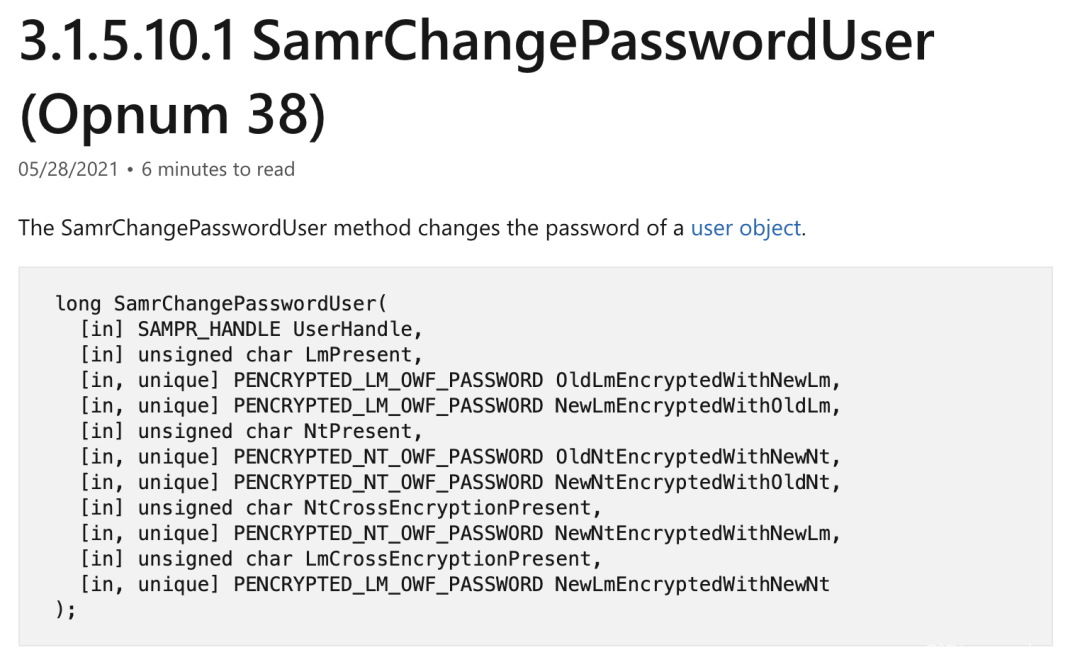 3.1.5.10.1 SamrChangePasswordUser
(Opnum 38)
05/28/2021 • 6 minutes to read
The SamrChangePasswordUser method changes the password of a user object.
long SamrChangePasswordUser(
[in] SAMPR_HANDLE UserHandle,
[in] unsigned char LmPresent,
[in, unique] PENCRYPTED_LM_OWF_PASSWORD OldLmEncryptedWithNewLm,
[in, unique] PENCRYPTED_LM_OWF_PASSWORD NewLmEncryptedWithOldLm,
[in] unsigned char NtPresent,
[in, unique] PENCRYPTED_NT_OWF_PASSWORD OldNtEncryptedWithNewNt,
[in, unique] PENCRYPTED_NT_OWF_PASSWORD NewNtEncryptedWithOldNt,
[in] unsigned char NtCrossEncryptionPresent,
[in, unique] PENCRYPTED_NT_OWF_PASSWORD NewNtEncryptedWithNewLm,
[in] unsigned char LmCrossEncryptionPresent,
[in, unique] PENCRYPTED_LM_OWF_PASSWORD NewLmEncryptedWithNewNt
);